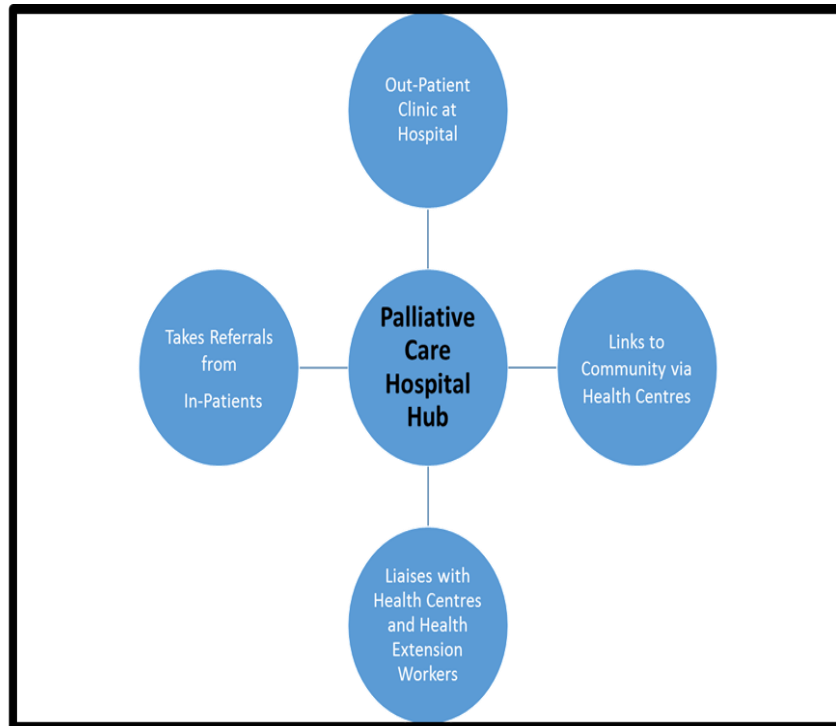 Out-Patient
Clinic at
Hospital
Takes Referrals
from
In-Patients
Palliative
Care
Hospital
Hub
Links to
Community via
Health Centres
Liaises with
Health Centres
and Health
Extension
Workers